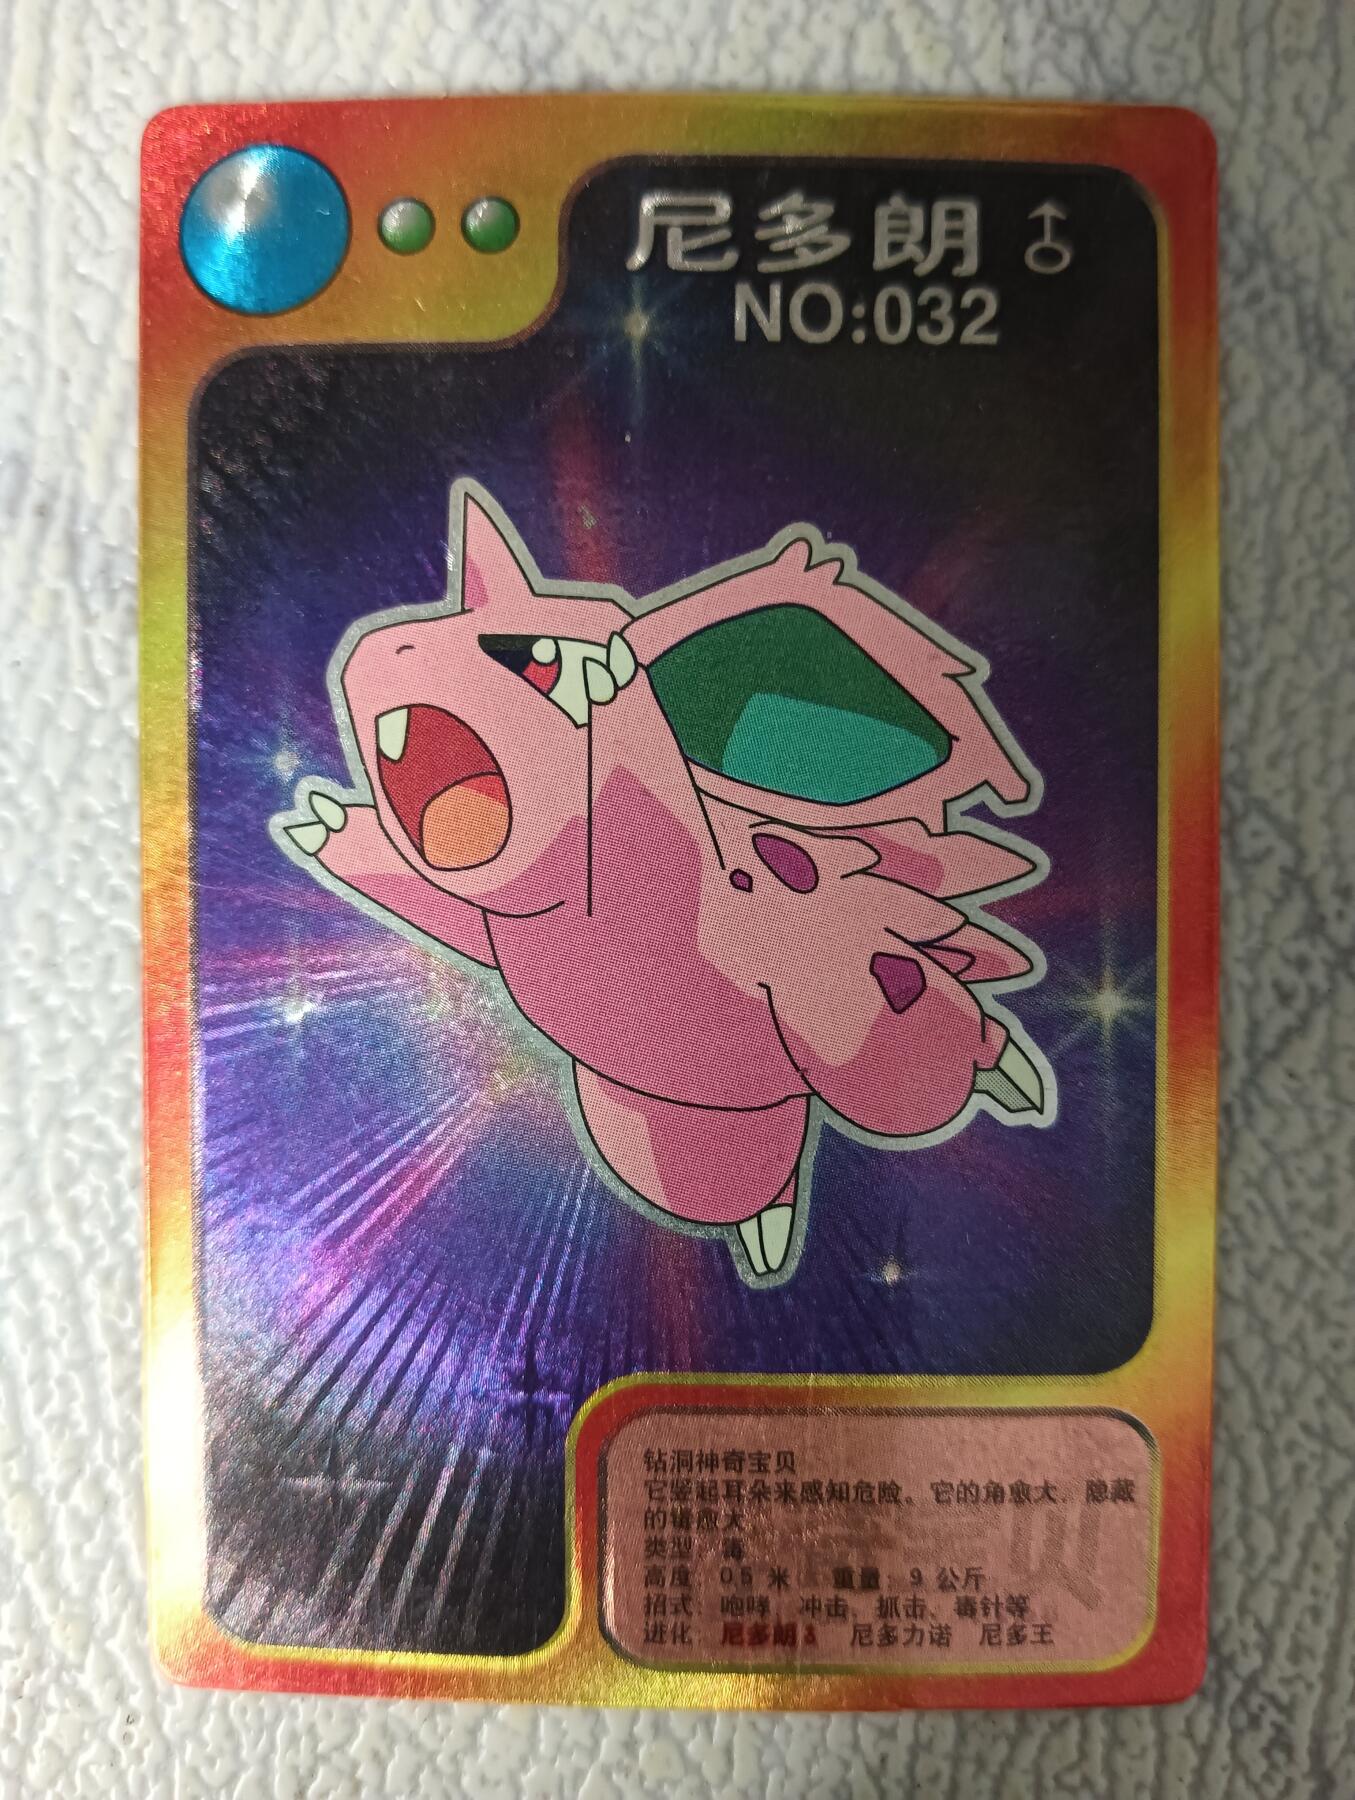 尼多朗♂
NO:032
钻洞神奇宝贝
它竖起耳朵来感知危险。它的角愈大、隐藏
的毒愈大
类型：毒
高度：0.5 米 重量：9 公斤
招式：咆哮、冲击、抓击、毒针等
进化：尼多朗♂ 尼多力诺 尼多王